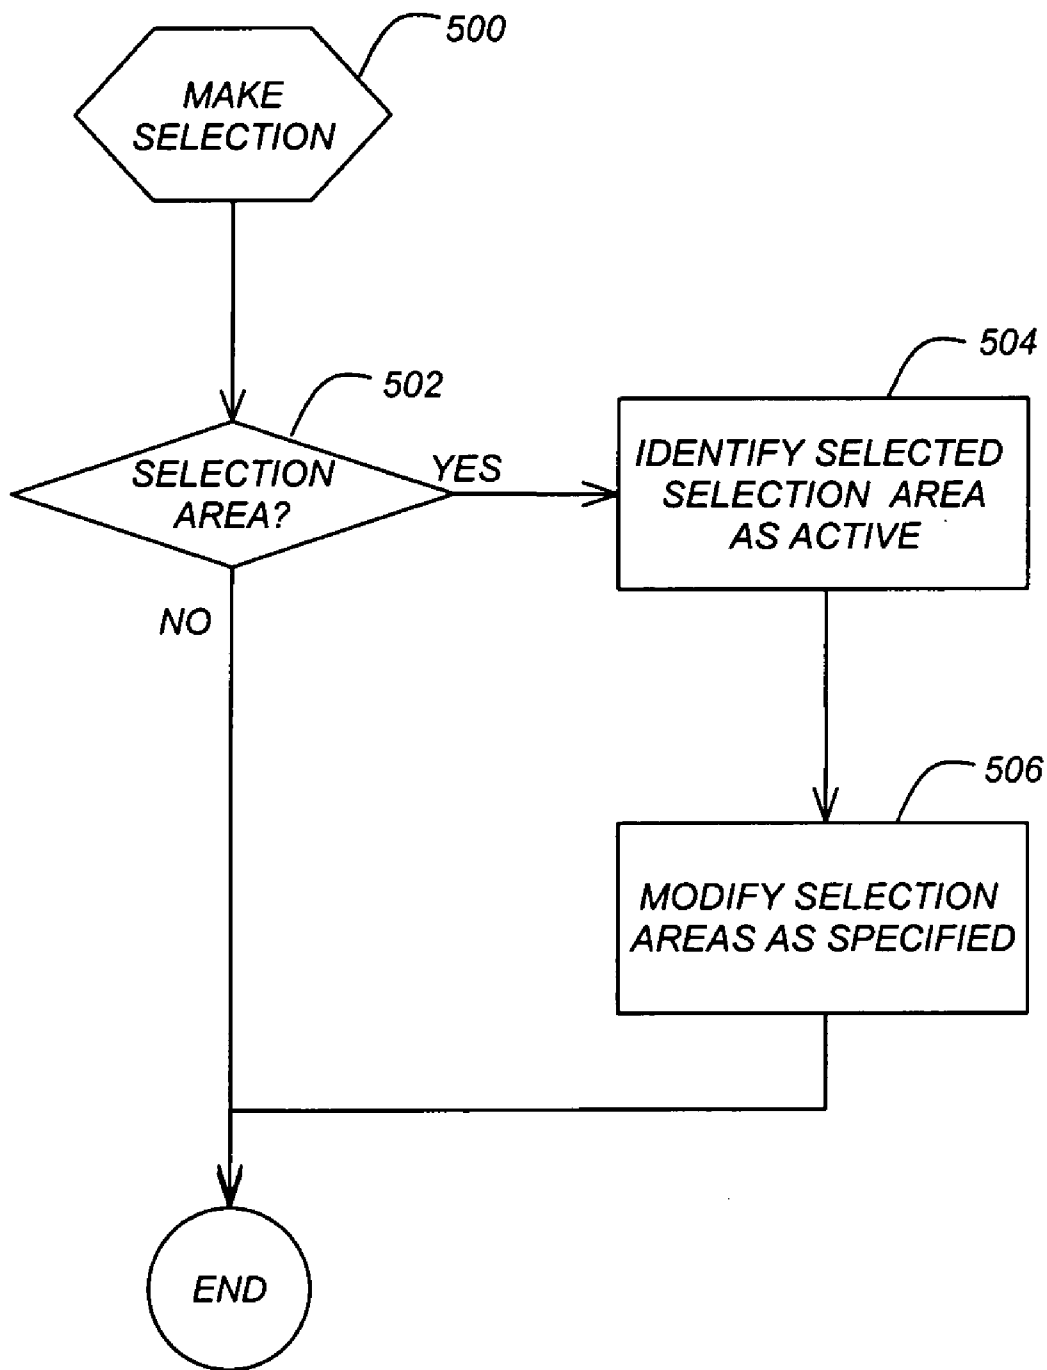 500
MAKE
SELECTION
502
SELECTION
AREA?
YES
NO
504
IDENTIFY SELECTED
SELECTION AREA
AS ACTIVE
506
MODIFY SELECTION
AREAS AS SPECIFIED
END